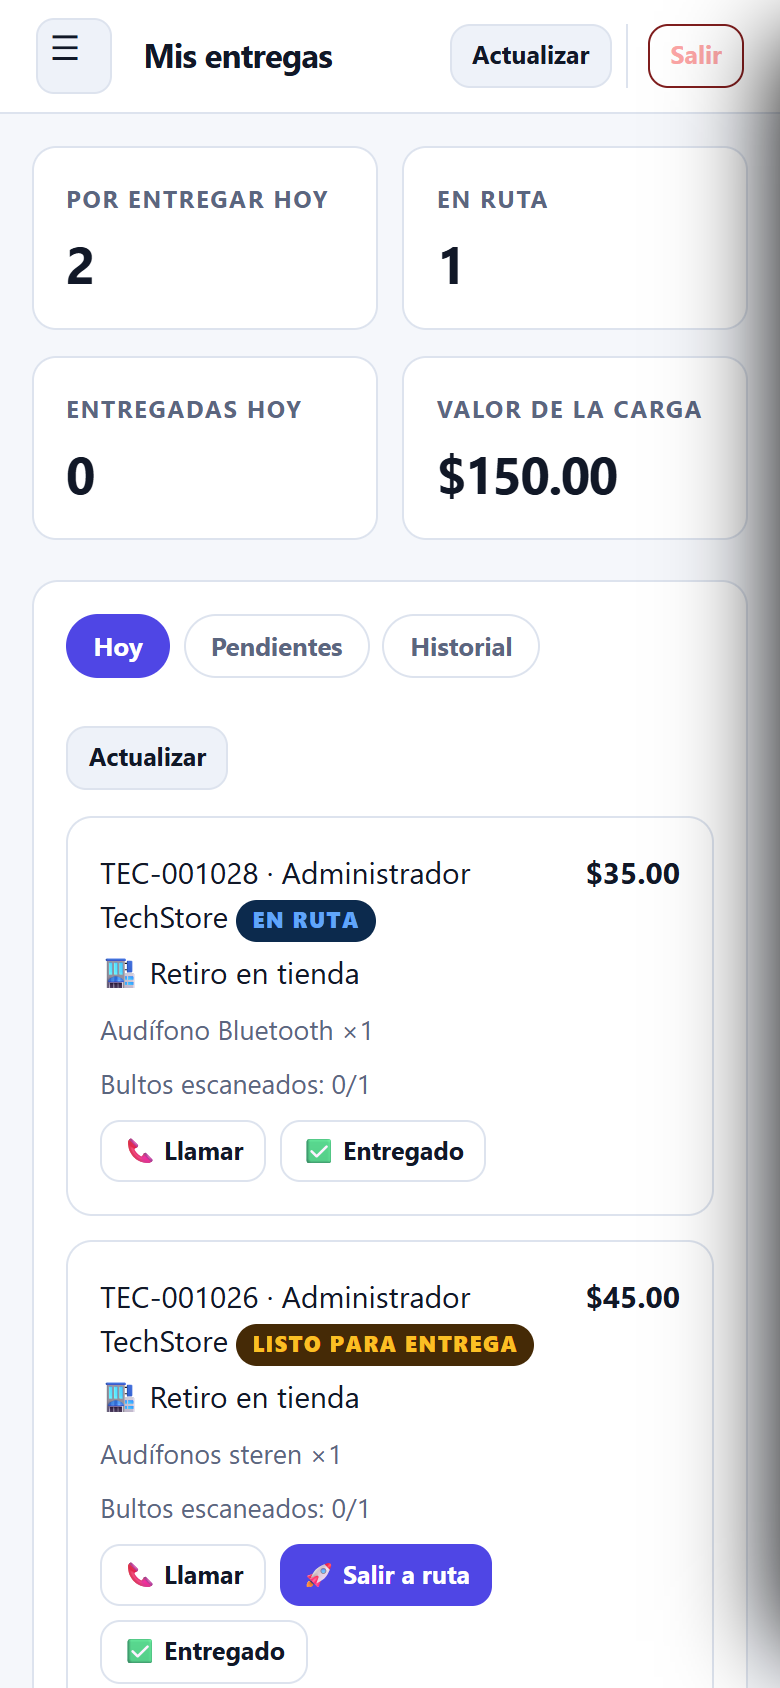 Mis entregas
Actualizar
Salir
POR ENTREGAR HOY
2
EN RUTA
1
ENTREGADAS HOY
0
VALOR DE LA CARGA
$150.00
Hoy
Pendientes
Historial
Actualizar
TEC-001028 · Administrador
$35.00
TechStore EN RUTA
Retiro en tienda
Audífono Bluetooth ×1
Bultos escaneados: 0/1
Llamar
Entregado
TEC-001026 · Administrador
$45.00
TechStore LISTO PARA ENTREGA
Retiro en tienda
Audífonos steren ×1
Bultos escaneados: 0/1
Llamar
Salir a ruta
Entregado